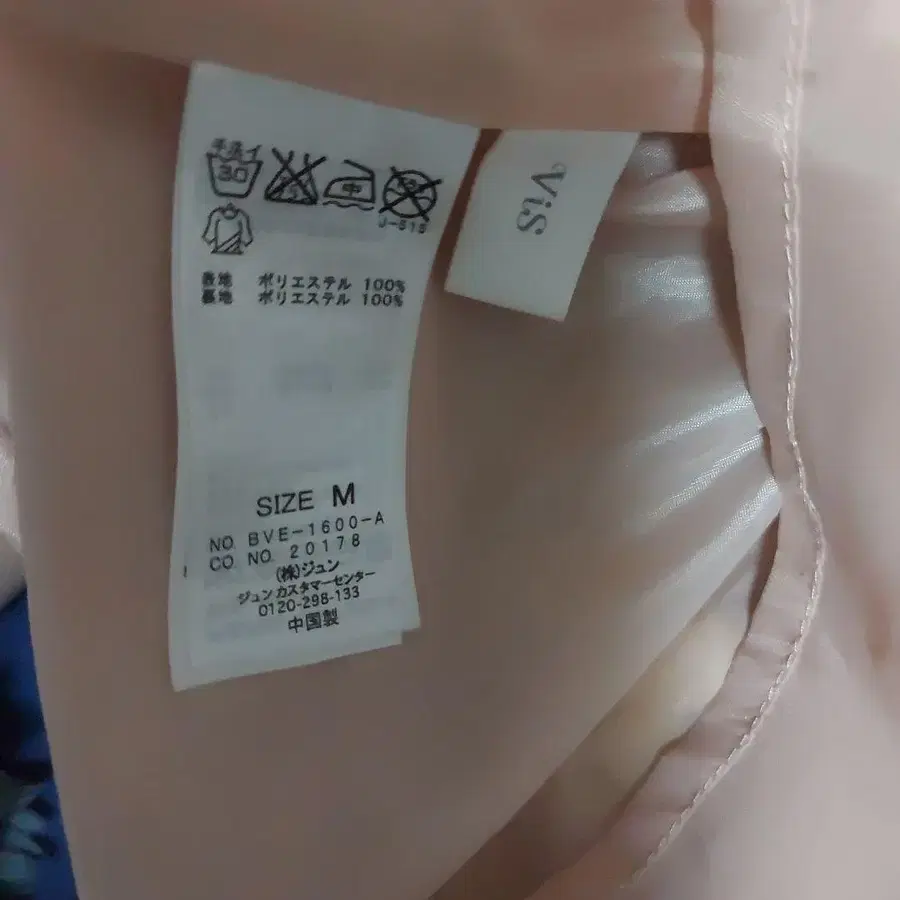 手洗イ
30
中
J-515
表地 ポリエステル 100%
裏地 ポリエステル 100%
SIZE M
NO. BVE-1600-A
CO. NO. 20178
(株)ジュン
ジュンカスタマーセンター
0120-298-133
中国製
ViS